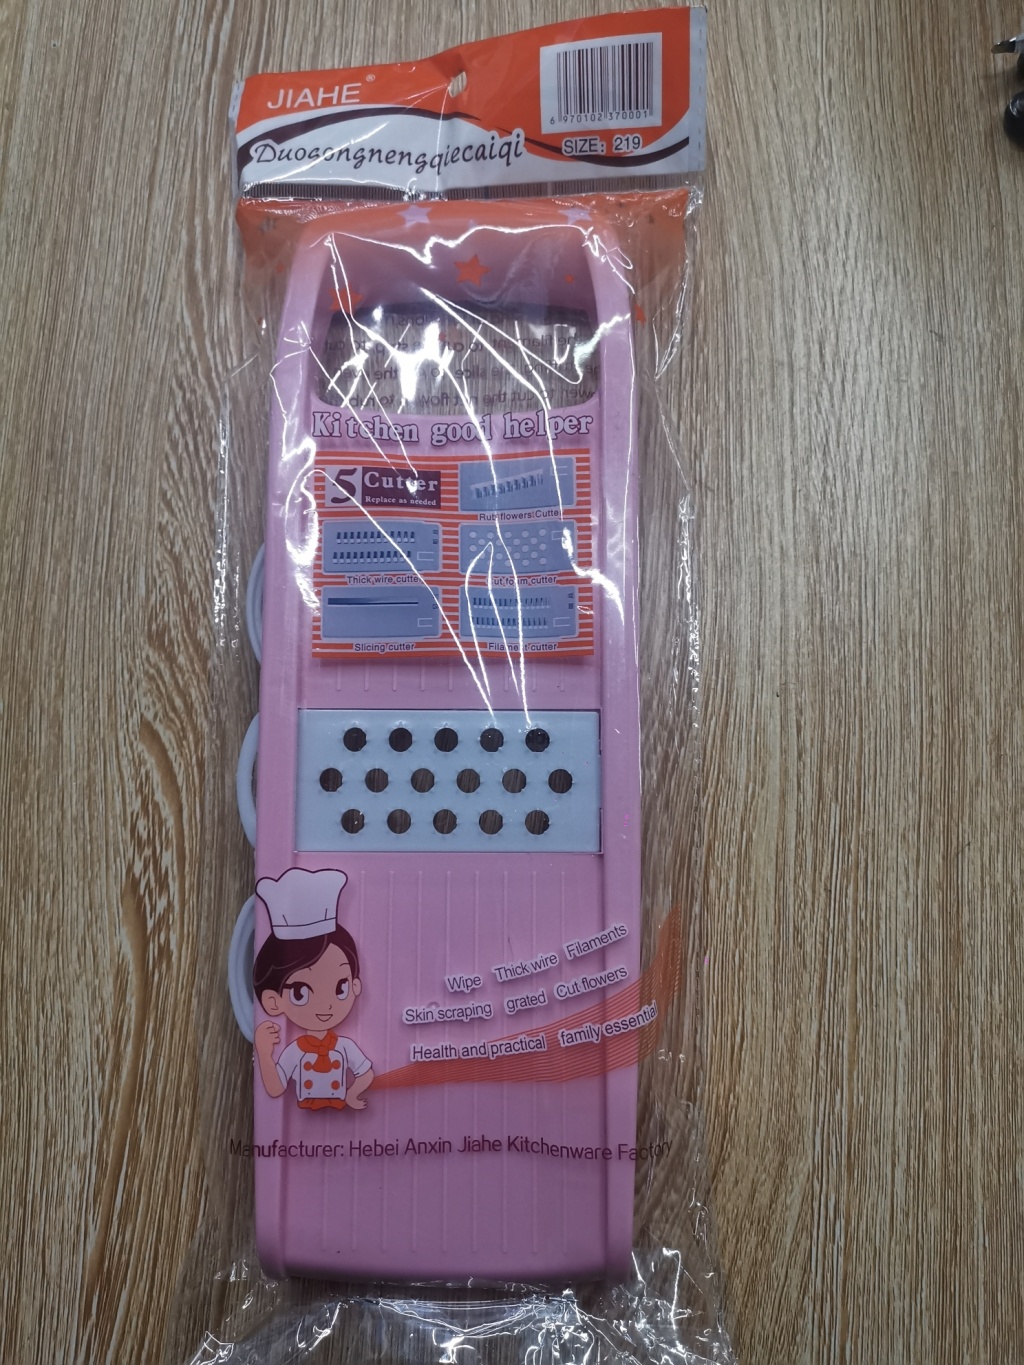 JIAHE®
6 970102 370001
Duogongnengqiecaiqi
SIZE: 219
Kitchen good helper
5 Cutter
Replace as needed
Rub flowers Cutter
Thick wire cutter
Cut foam cutter
Slicing cutter
Filament cutter
Wipe Thick wire Filaments
Skin scraping grated Cut flowers
Health and practical family essential
Manufacturer: Hebei Anxin Jiahe Kitchenware Factory